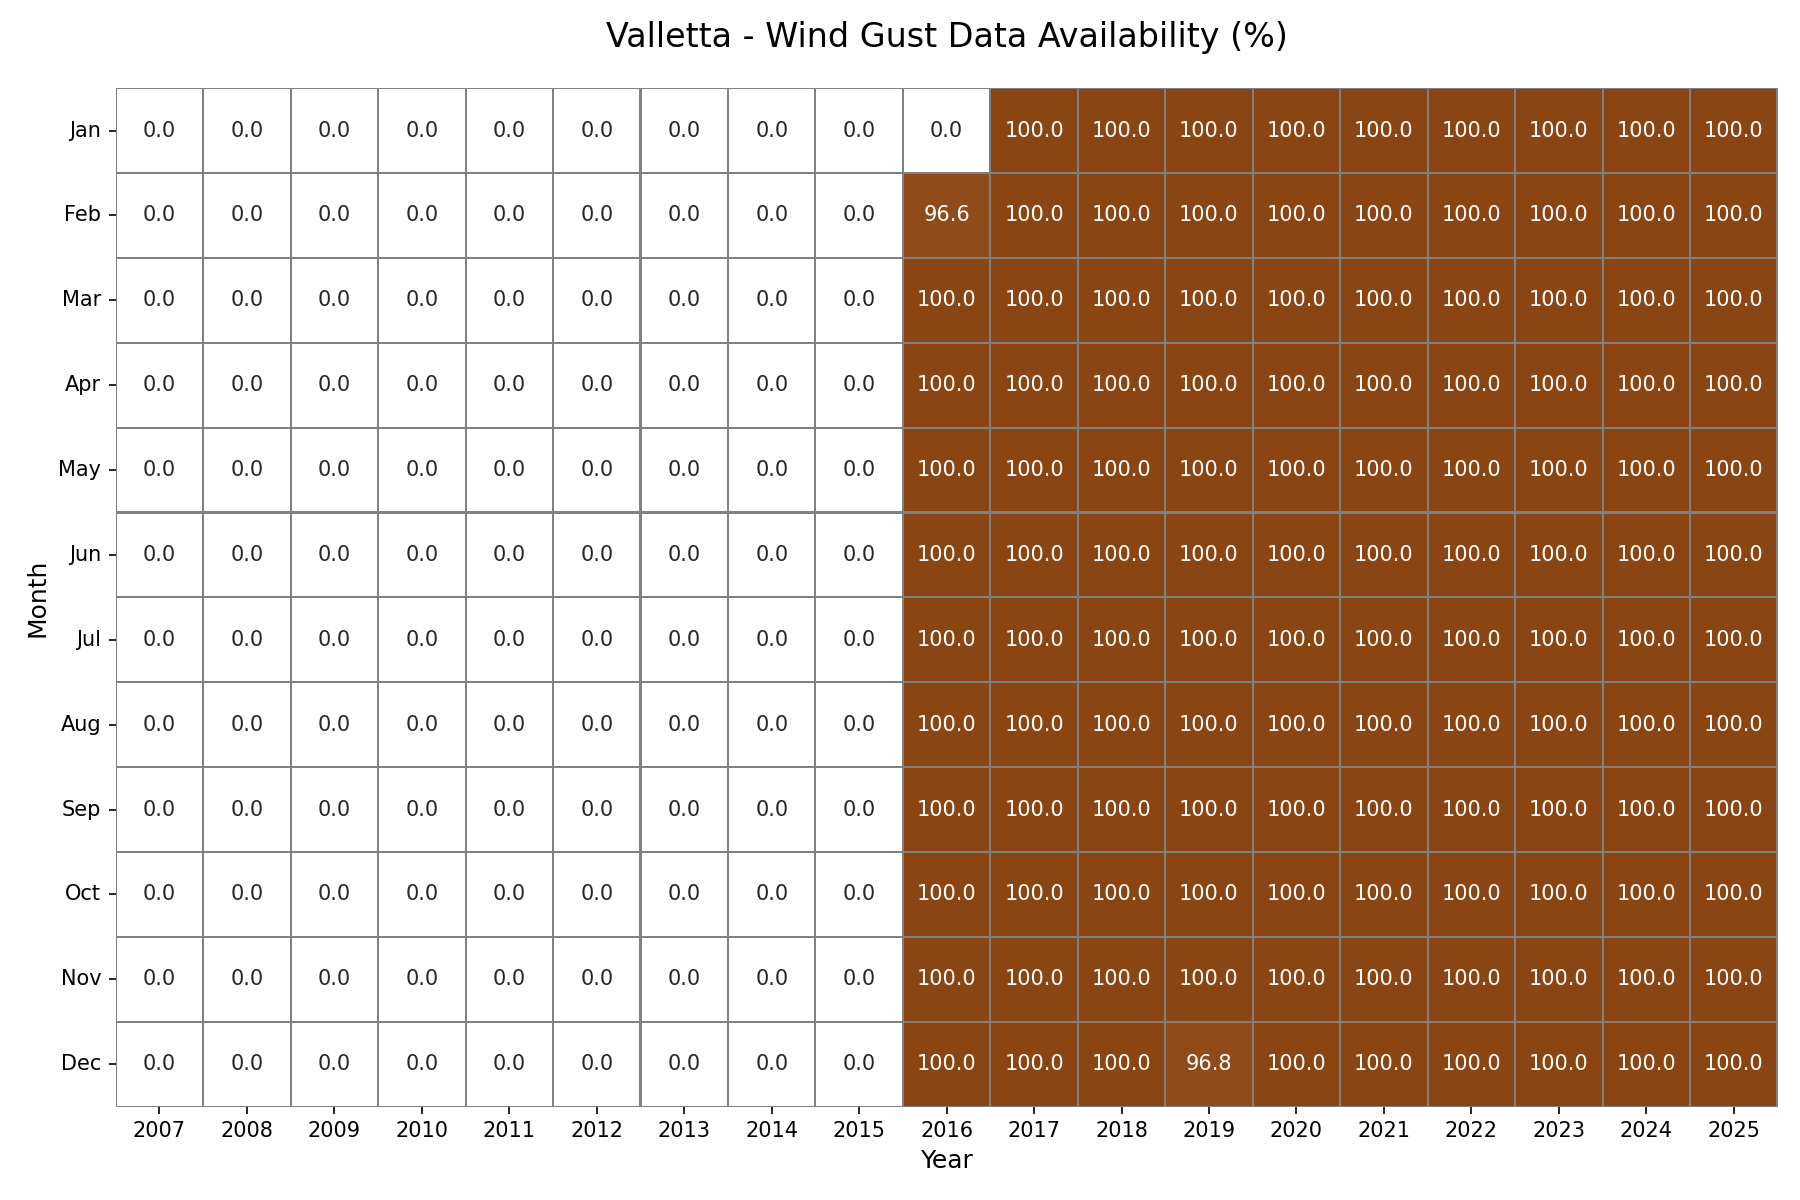 Valletta - Wind Gust Data Availability (%)
Month
Jan 0.0 0.0 0.0 0.0 0.0 0.0 0.0 0.0 0.0 0.0 100.0 100.0 100.0 100.0 100.0 100.0 100.0 100.0 100.0
Feb 0.0 0.0 0.0 0.0 0.0 0.0 0.0 0.0 0.0 96.6 100.0 100.0 100.0 100.0 100.0 100.0 100.0 100.0 100.0
Mar 0.0 0.0 0.0 0.0 0.0 0.0 0.0 0.0 0.0 100.0 100.0 100.0 100.0 100.0 100.0 100.0 100.0 100.0 100.0
Apr 0.0 0.0 0.0 0.0 0.0 0.0 0.0 0.0 0.0 100.0 100.0 100.0 100.0 100.0 100.0 100.0 100.0 100.0 100.0
May 0.0 0.0 0.0 0.0 0.0 0.0 0.0 0.0 0.0 100.0 100.0 100.0 100.0 100.0 100.0 100.0 100.0 100.0 100.0
Jun 0.0 0.0 0.0 0.0 0.0 0.0 0.0 0.0 0.0 100.0 100.0 100.0 100.0 100.0 100.0 100.0 100.0 100.0 100.0
Jul 0.0 0.0 0.0 0.0 0.0 0.0 0.0 0.0 0.0 100.0 100.0 100.0 100.0 100.0 100.0 100.0 100.0 100.0 100.0
Aug 0.0 0.0 0.0 0.0 0.0 0.0 0.0 0.0 0.0 100.0 100.0 100.0 100.0 100.0 100.0 100.0 100.0 100.0 100.0
Sep 0.0 0.0 0.0 0.0 0.0 0.0 0.0 0.0 0.0 100.0 100.0 100.0 100.0 100.0 100.0 100.0 100.0 100.0 100.0
Oct 0.0 0.0 0.0 0.0 0.0 0.0 0.0 0.0 0.0 100.0 100.0 100.0 100.0 100.0 100.0 100.0 100.0 100.0 100.0
Nov 0.0 0.0 0.0 0.0 0.0 0.0 0.0 0.0 0.0 100.0 100.0 100.0 100.0 100.0 100.0 100.0 100.0 100.0 100.0
Dec 0.0 0.0 0.0 0.0 0.0 0.0 0.0 0.0 0.0 100.0 100.0 100.0 96.8 100.0 100.0 100.0 100.0 100.0 100.0
2007 2008 2009 2010 2011 2012 2013 2014 2015 2016 2017 2018 2019 2020 2021 2022 2023 2024 2025
Year